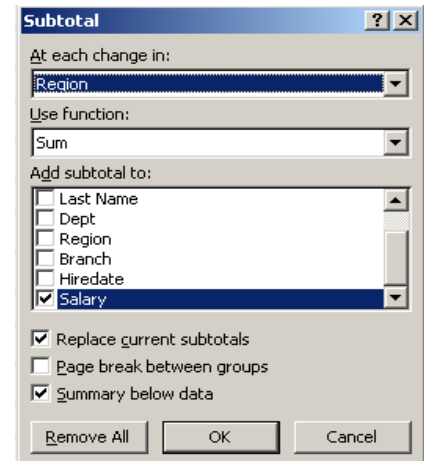 Subtotal
At each change in:
Region
Use function:
Sum
Add subtotal to:
Last Name
Dept
Region
Branch
Hiredate
Salary
Replace current subtotals
Page break between groups
Summary below data
Remove All OK Cancel